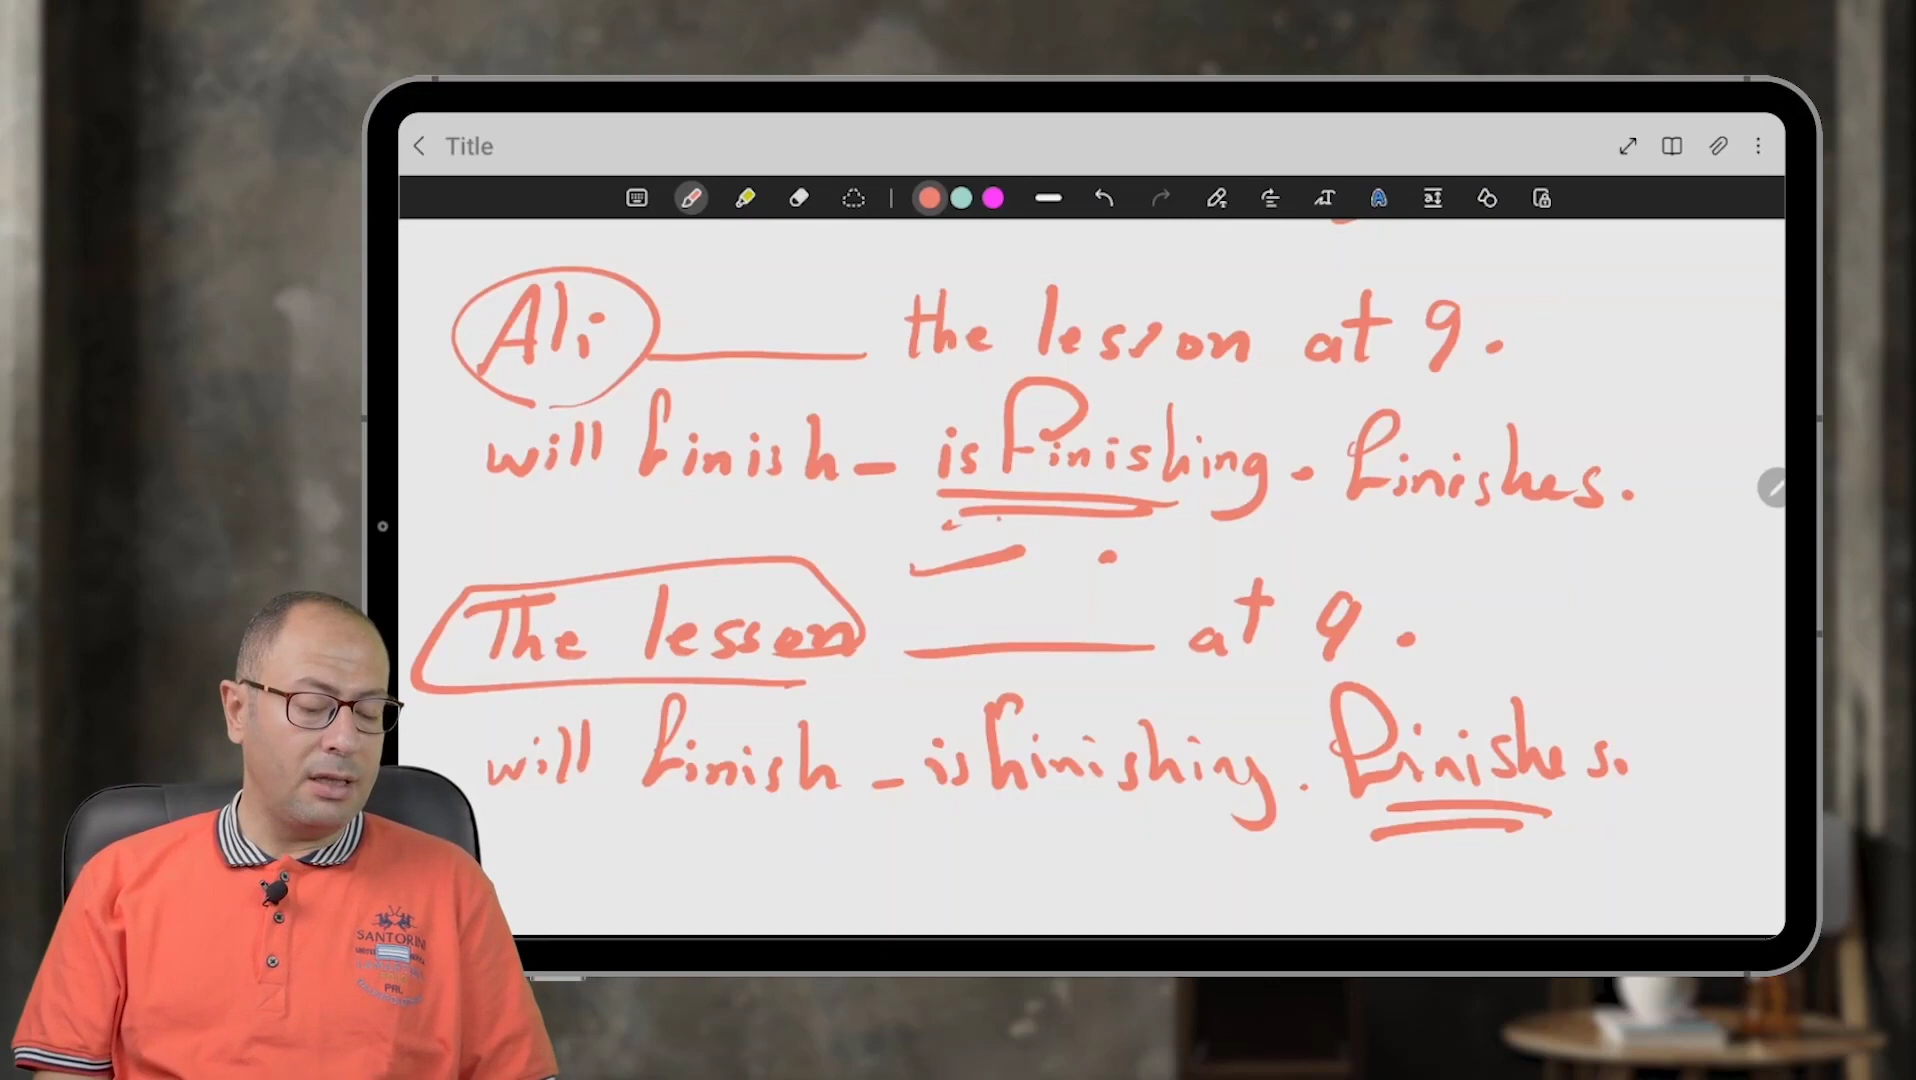 Title
Ali ______ the lesson at 9.
will finish - is finishing - finishes.
The lesson ______ at 9.
will finish - is finishing. finishes.
SANTORINI
PRL